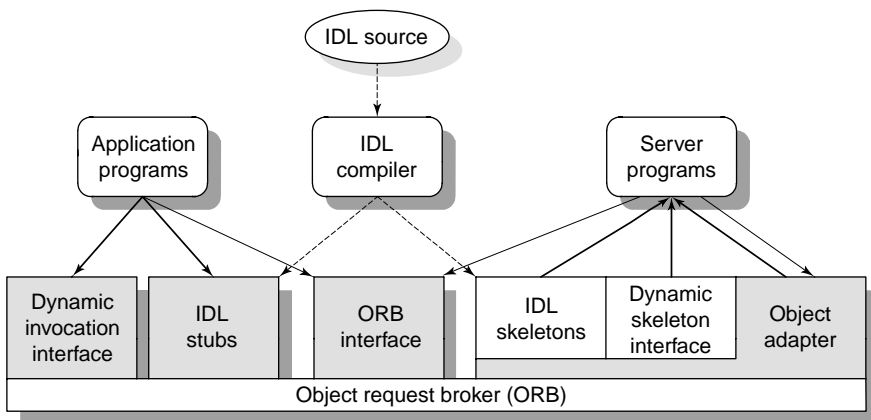 IDL source
Application
programs
IDL
compiler
Server
programs
Dynamic
invocation
interface
IDL
stubs
ORB
interface
IDL
skeletons
Dynamic
skeleton
interface
Object
adapter
Object request broker (ORB)